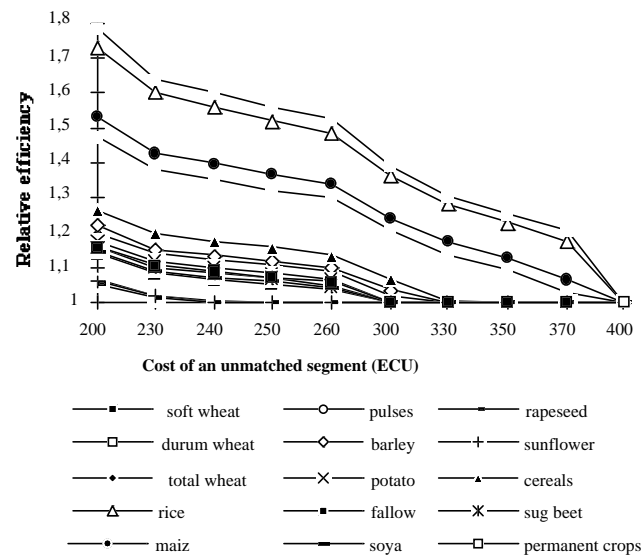 1,8
1,7
1,6
1,5
1,4
1,3
1,2
1,1
1
Relative efficiency
200 230 240 250 260 300 330 350 370 400
Cost of an unmatched segment (ECU)
soft wheat pulses rapeseed
durum wheat barley sunflower
total wheat potato cereals
rice fallow sug beet
maiz soya permanent crops